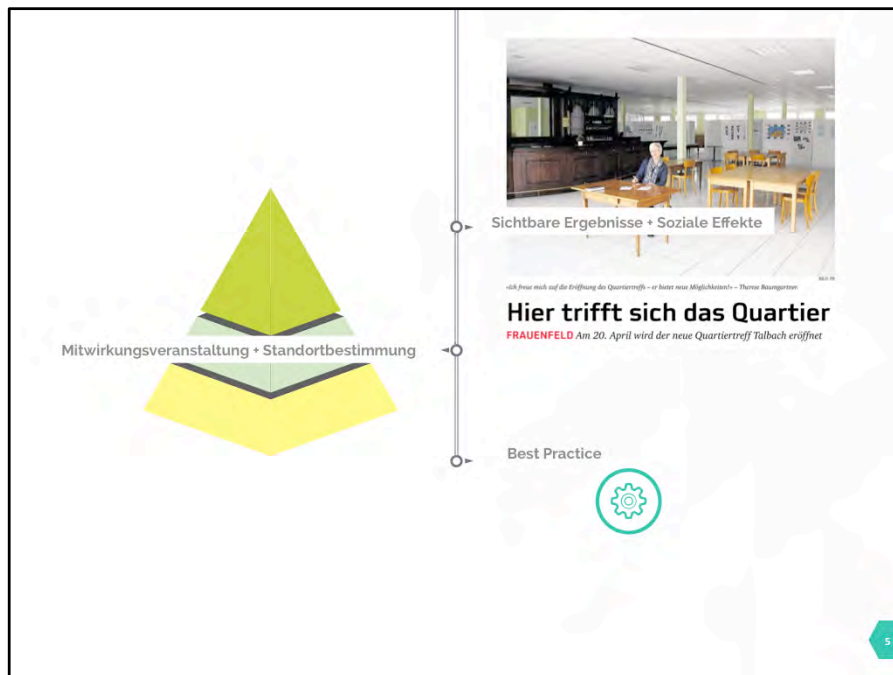 Sichtbare Ergebnisse + Soziale Effekte
BILD: PD
«Ich freue mich auf die Eröffnung des Quartiertreffs – er bietet neue Möglichkeiten!» – Therese Baumgartner
Hier trifft sich das Quartier
FRAUENFELD Am 20. April wird der neue Quartiertreff Talbach eröffnet
Mitwirkungsveranstaltung + Standortbestimmung
Best Practice
5